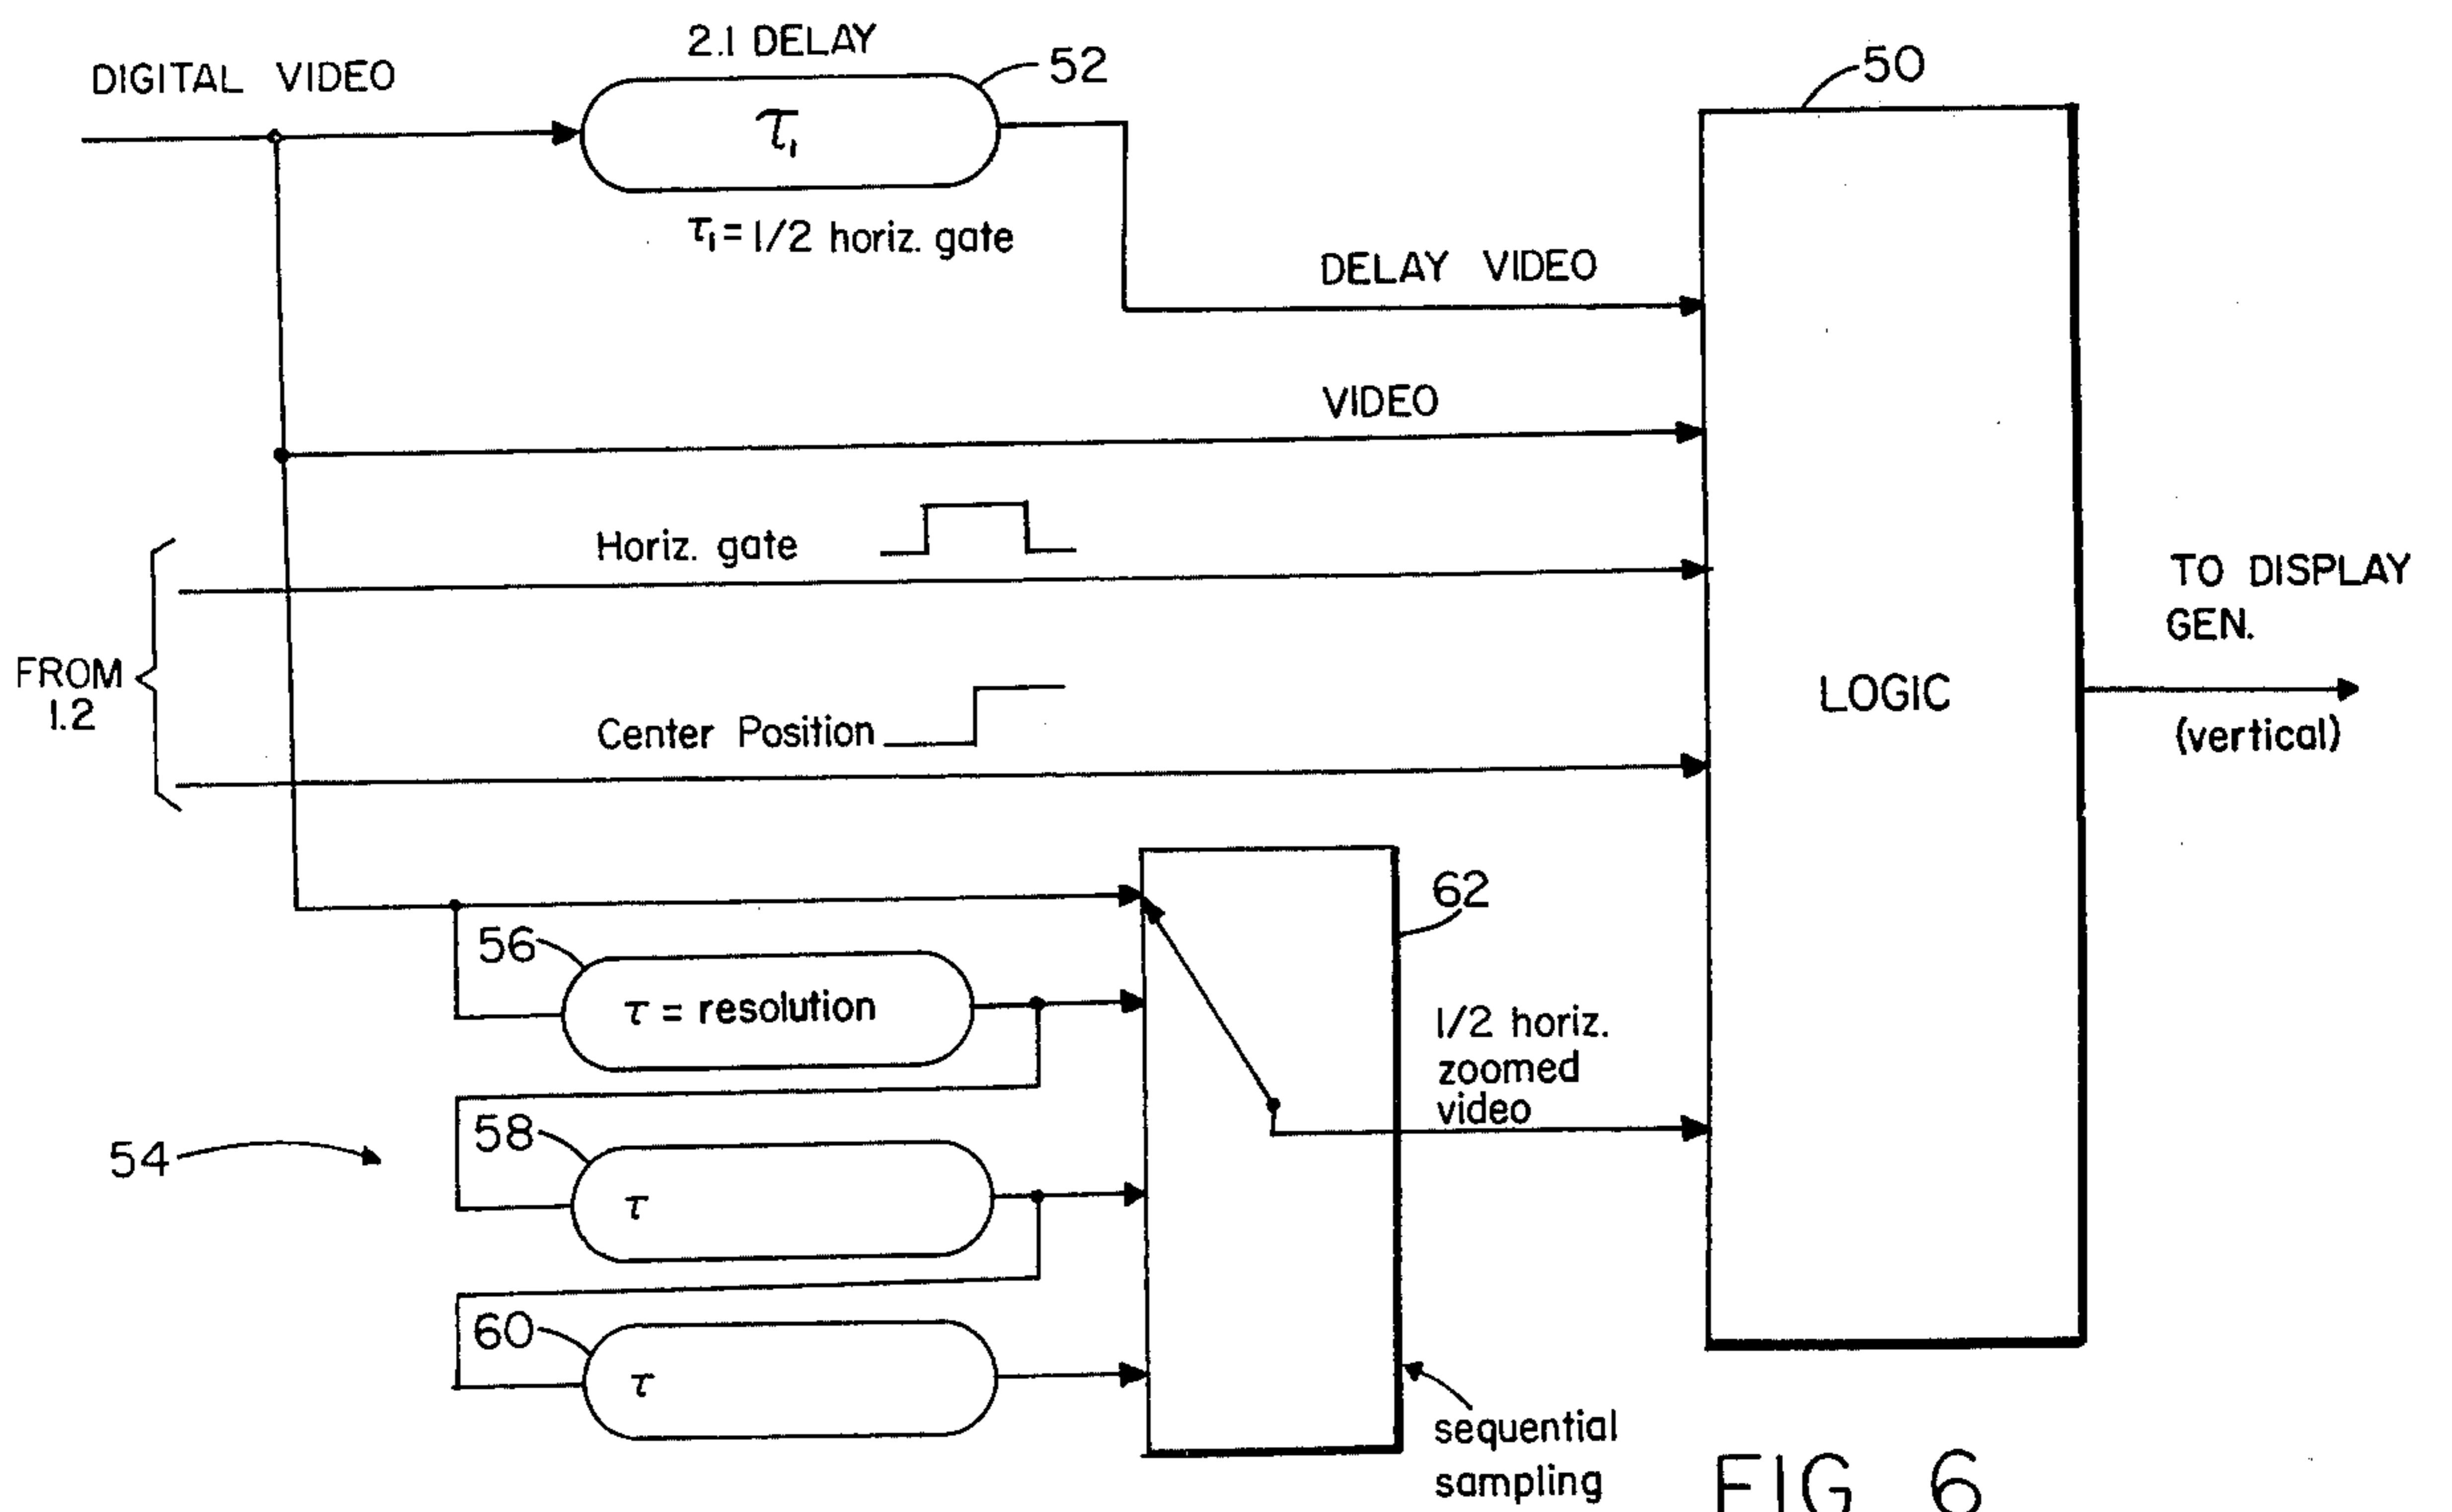 2.1 DELAY
52
50
DIGITAL VIDEO
τ₁
τ₁ = 1/2 horiz. gate
DELAY VIDEO
VIDEO
Horiz. gate
TO DISPLAY
GEN.
FROM
1.2
LOGIC
Center Position
(vertical)
62
56
τ = resolution
1/2 horiz.
zoomed
video
54
58
τ
60
τ
sequential
sampling
FIG 6